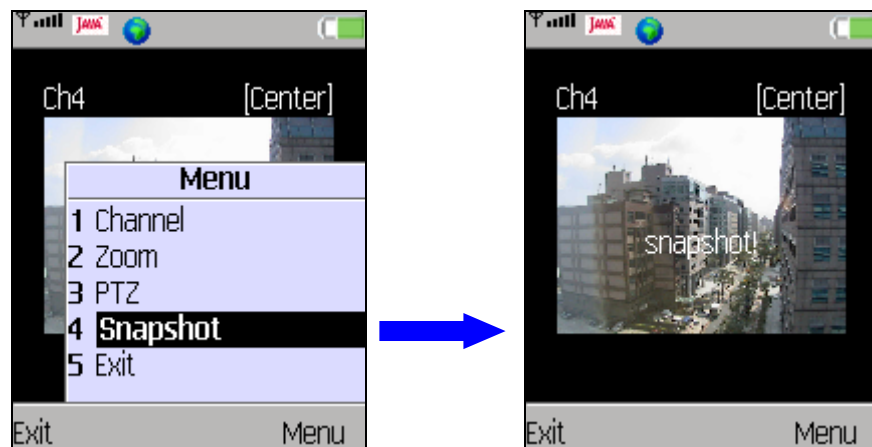 JAVA
Ch4 [Center]
Menu
1 Channel
2 Zoom
3 PTZ
4 Snapshot
5 Exit
Exit Menu
JAVA
Ch4 [Center]
snapshot!
Exit Menu